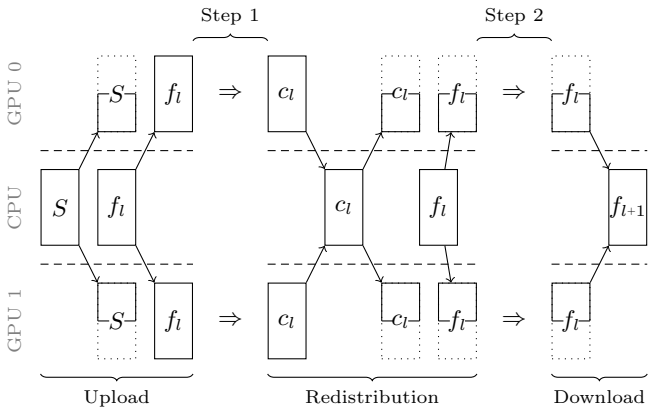 Step 1 Step 2
GPU 0 S f_l ⇒ c_l c_l f_l ⇒ f_l
CPU S f_l c_l f_l f_{l+1}
GPU 1 S f_l ⇒ c_l c_l f_l ⇒ f_l
Upload Redistribution Download